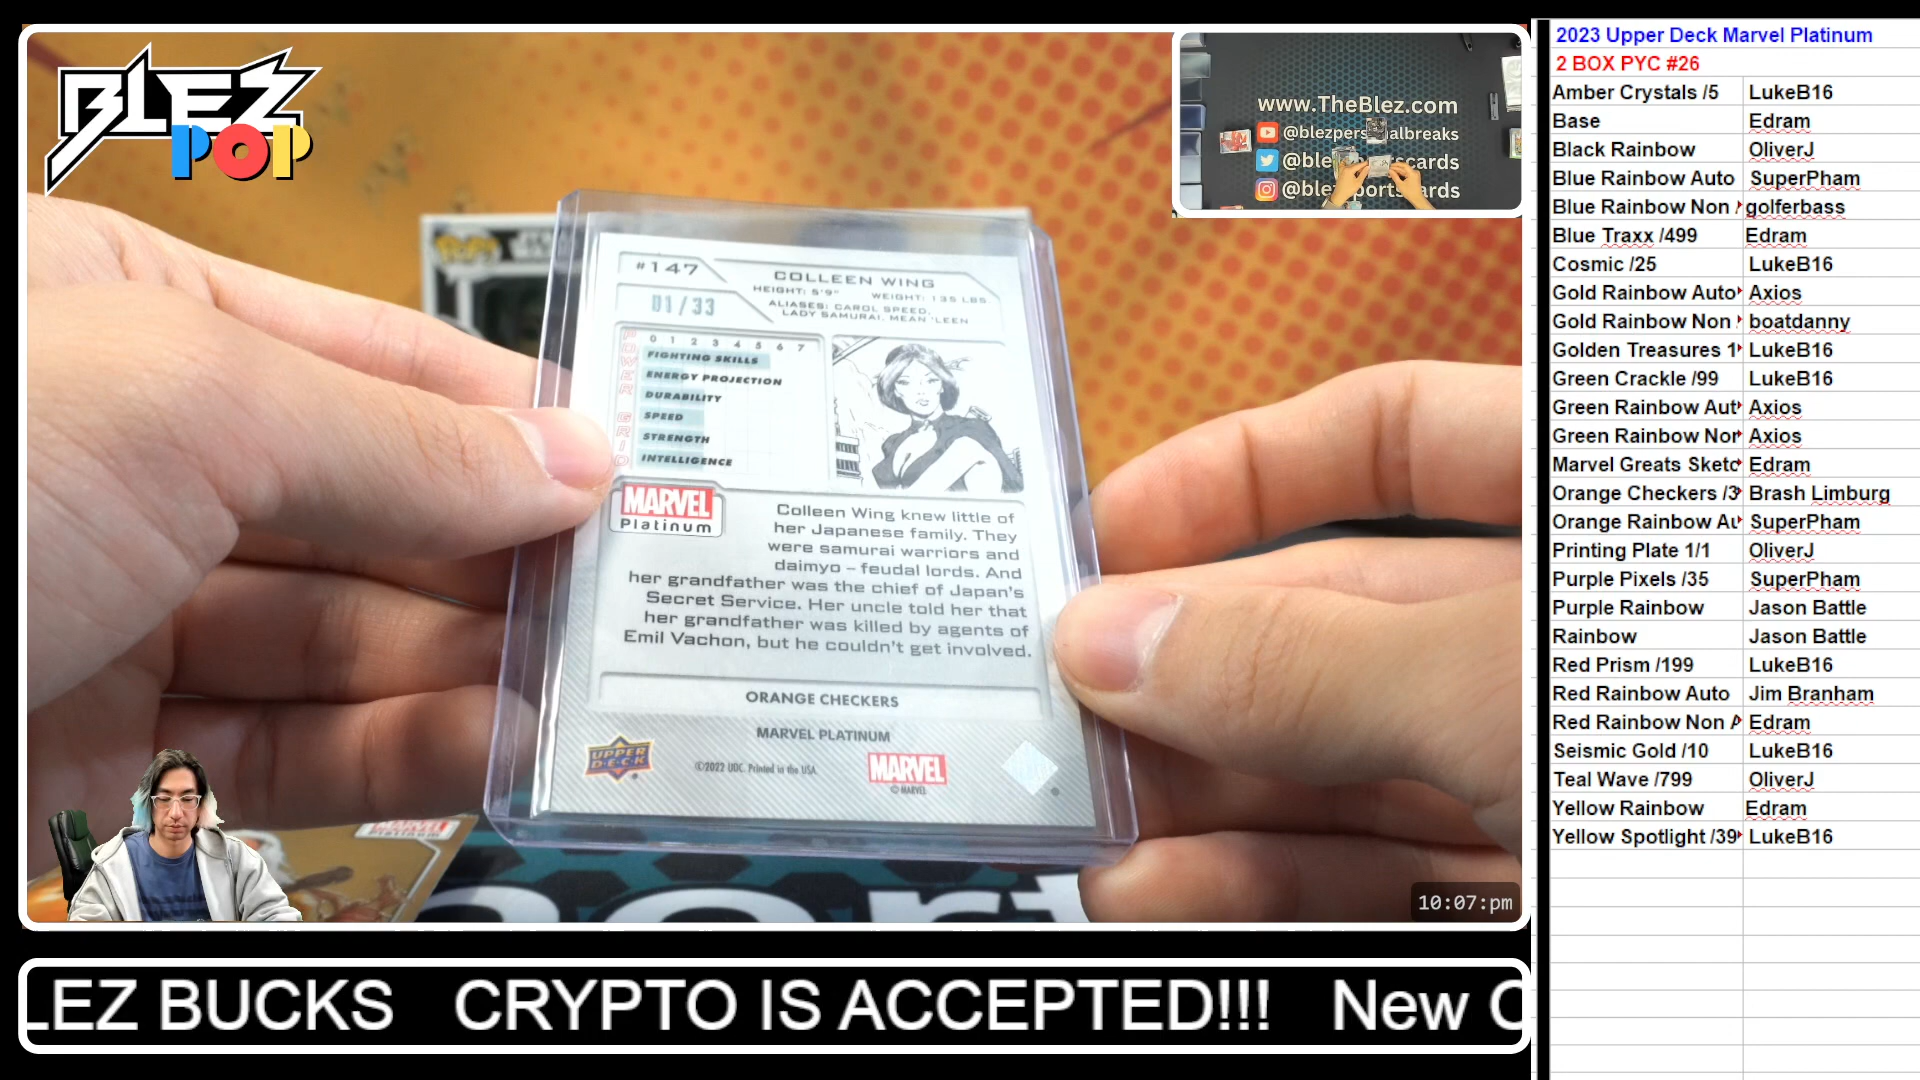 BLEZ
POP
www.TheBlez.com
2023 Upper Deck Marvel Platinum
2 BOX PYC #26
Amber Crystals /5 LukeB16
Base Edram
Black Rainbow OliverJ
Blue Rainbow Auto SuperPham
Blue Rainbow Non golferbass
Blue Traxx /499 Edram
Cosmic /25 LukeB16
Gold Rainbow Auto Axios
Gold Rainbow Non boatdanny
Golden Treasures 1 LukeB16
Green Crackle /99 LukeB16
Green Rainbow Aut Axios
Green Rainbow Nor Axios
Marvel Greats Sketc Edram
Orange Checkers /3 Brash Limburg
Orange Rainbow Au SuperPham
Printing Plate 1/1 OliverJ
Purple Pixels /35 SuperPham
Purple Rainbow Jason Battle
Rainbow Jason Battle
Red Prism /199 LukeB16
Red Rainbow Auto Jim Branham
Red Rainbow Non A Edram
Seismic Gold /10 LukeB16
Teal Wave /799 OliverJ
Yellow Rainbow Edram
Yellow Spotlight /39 LukeB16
#147
COLLEEN WING
HEIGHT: 5'9" WEIGHT: 135 LBS
01/33
ALIASES: CAROL SPEED,
LADY SAMURAI, MEAN 'LEEN
POWER GRID
0 1 2 3 4 5 6 7
FIGHTING SKILLS
ENERGY PROJECTION
DURABILITY
SPEED
STRENGTH
INTELLIGENCE
MARVEL
Platinum
Colleen Wing knew little of
her Japanese family. They
were samurai warriors and
daimyo – feudal lords. And
her grandfather was the chief of Japan's
Secret Service. Her uncle told her that
her grandfather was killed by agents of
Emil Vachon, but he couldn't get involved.
ORANGE CHECKERS
MARVEL PLATINUM
UPPER
DECK
©2022 UDC. Printed in the USA.
MARVEL
© MARVEL
10:07:pm
LEZ BUCKS CRYPTO IS ACCEPTED!!! New